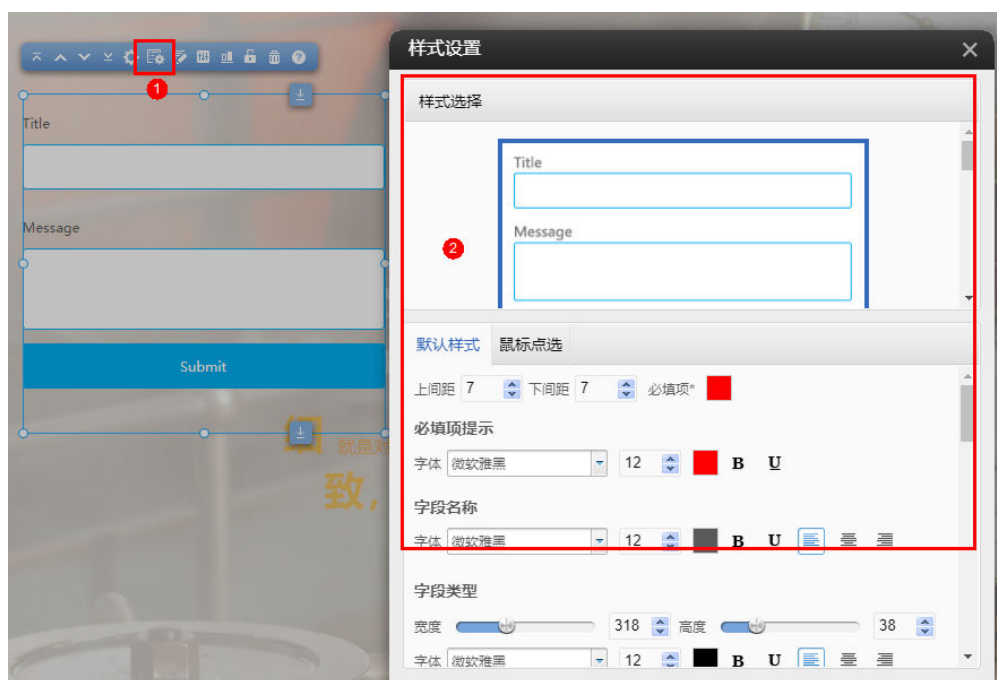 样式设置
1
样式选择
Title
Title
Message
Message
2
Submit
默认样式 鼠标点选
上间距 7 下间距 7 必填项*
必填项提示
就是对
字体 微软雅黑 12 B U
致，
字段名称
字体 微软雅黑 12 B U
字段类型
宽度 318 高度 38
字体 微软雅黑 12 B U